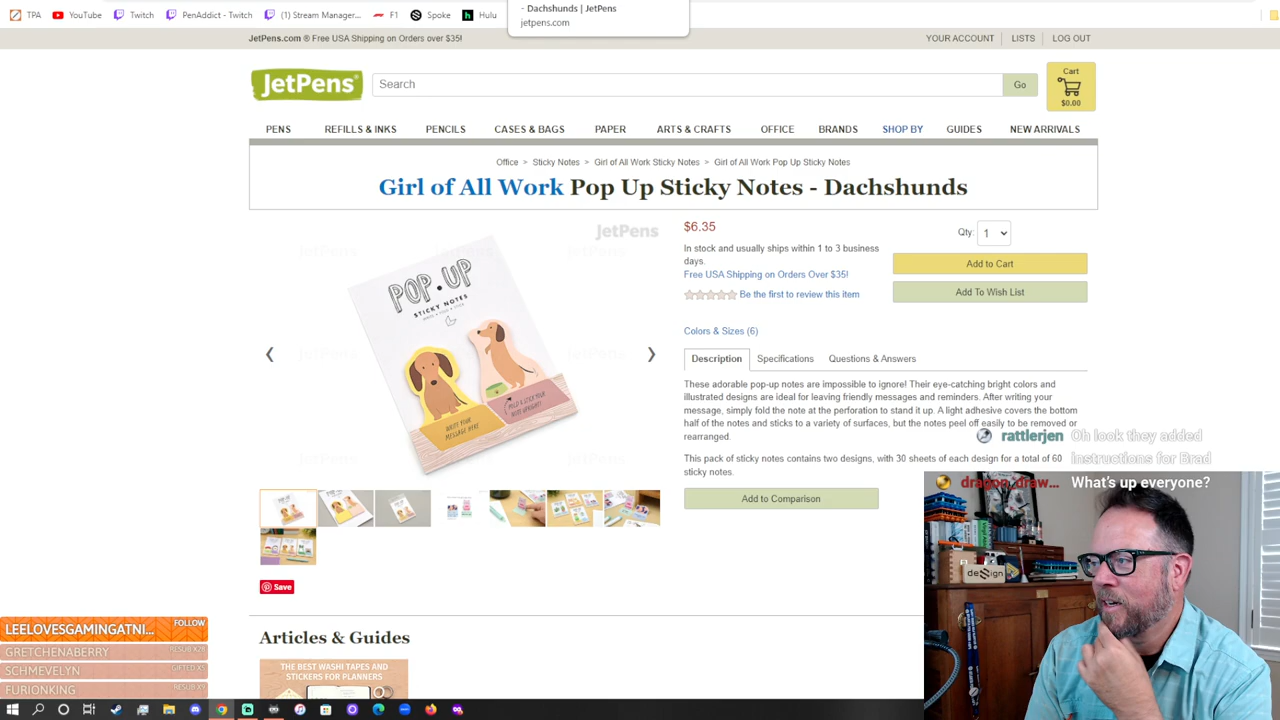 TPA YouTube Twitch PenAddict - Twitch (1) Stream Manager... F1 Spoke Hulu
- Dachshunds | JetPens
jetpens.com
JetPens.com ® Free USA Shipping on Orders over $35! YOUR ACCOUNT LISTS LOG OUT
JetPens Search Go
Cart
$0.00
PENS REFILLS & INKS PENCILS CASES & BAGS PAPER ARTS & CRAFTS OFFICE BRANDS SHOP BY GUIDES NEW ARRIVALS
Office > Sticky Notes > Girl of All Work Sticky Notes > Girl of All Work Pop Up Sticky Notes
Girl of All Work Pop Up Sticky Notes - Dachshunds
JetPens
POP•UP
STICKY NOTES
WRITE YOUR
MESSAGE HERE
$6.35
Qty: 1
In stock and usually ships within 1 to 3 business
days.
Free USA Shipping on Orders Over $35!
Be the first to review this item
Add to Cart
Add To Wish List
Colors & Sizes (6)
Description Specifications Questions & Answers
These adorable pop-up notes are impossible to ignore! Their eye-catching bright colors and
illustrated designs are ideal for leaving friendly messages and reminders. After writing your
message, simply fold the note at the perforation to stand it up. A light adhesive covers the bottom
half of the notes and sticks to a variety of surfaces, but the notes peel off easily to be removed or
rearranged.
This pack of sticky notes contains two designs, with 30 sheets of each design for a total of 60
sticky notes.
Add to Comparison
Save
Articles & Guides
THE BEST WASHI TAPES AND
STICKERS FOR PLANNERS
rattlerjen Oh look they added
instructions for Brad
dragoo_draw... What's up everyone?
design
LEELOVESGAMINGATNI... FOLLOW
GRETCHENABERRY
SCHMEVELYN GIFTED X5
FURIONKING